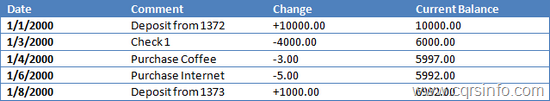 Date Comment Change Current Balance
1/1/2000 Deposit from 1372 +10000.00 10000.00
1/3/2000 Check 1 -4000.00 6000.00
1/4/2000 Purchase Coffee -3.00 5997.00
1/6/2000 Purchase Internet -5.00 5992.00
1/8/2000 Deposit from 1373 +1000.00 6992.00
www.cqrsinfo.com